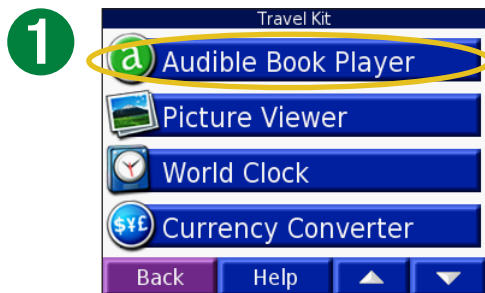 1
Travel Kit
a Audible Book Player
Picture Viewer
World Clock
$¥£ Currency Converter
Back Help